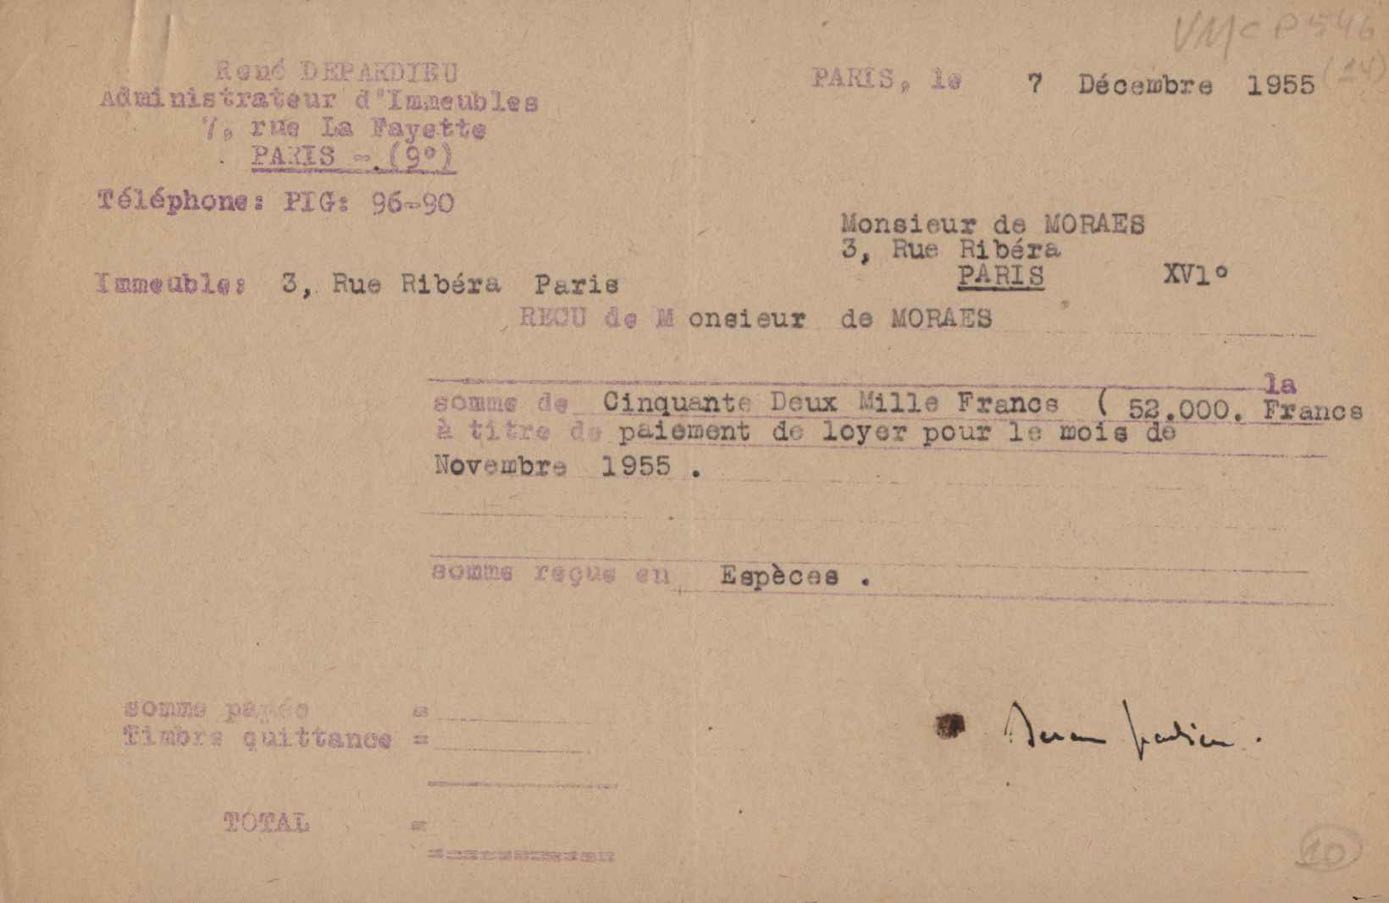 VMcP546
(14)
René DEPARDIEU
Administrateur d'Immeubles
7, rue La Fayette
PARIS - (9°)
Téléphone: PIG: 96-90
PARIS, le 7 Décembre 1955
Monsieur de MORAES
3, Rue Ribéra
PARIS XVI°
Immeuble: 3, Rue Ribéra Paris
RECU de Monsieur de MORAES
la
somme de Cinquante Deux Mille Francs ( 52.000. Francs
à titre de paiement de loyer pour le mois de
Novembre 1955 .
somme reçue en Espèces .
somme payée =
Timbre quittance =
TOTAL =
10